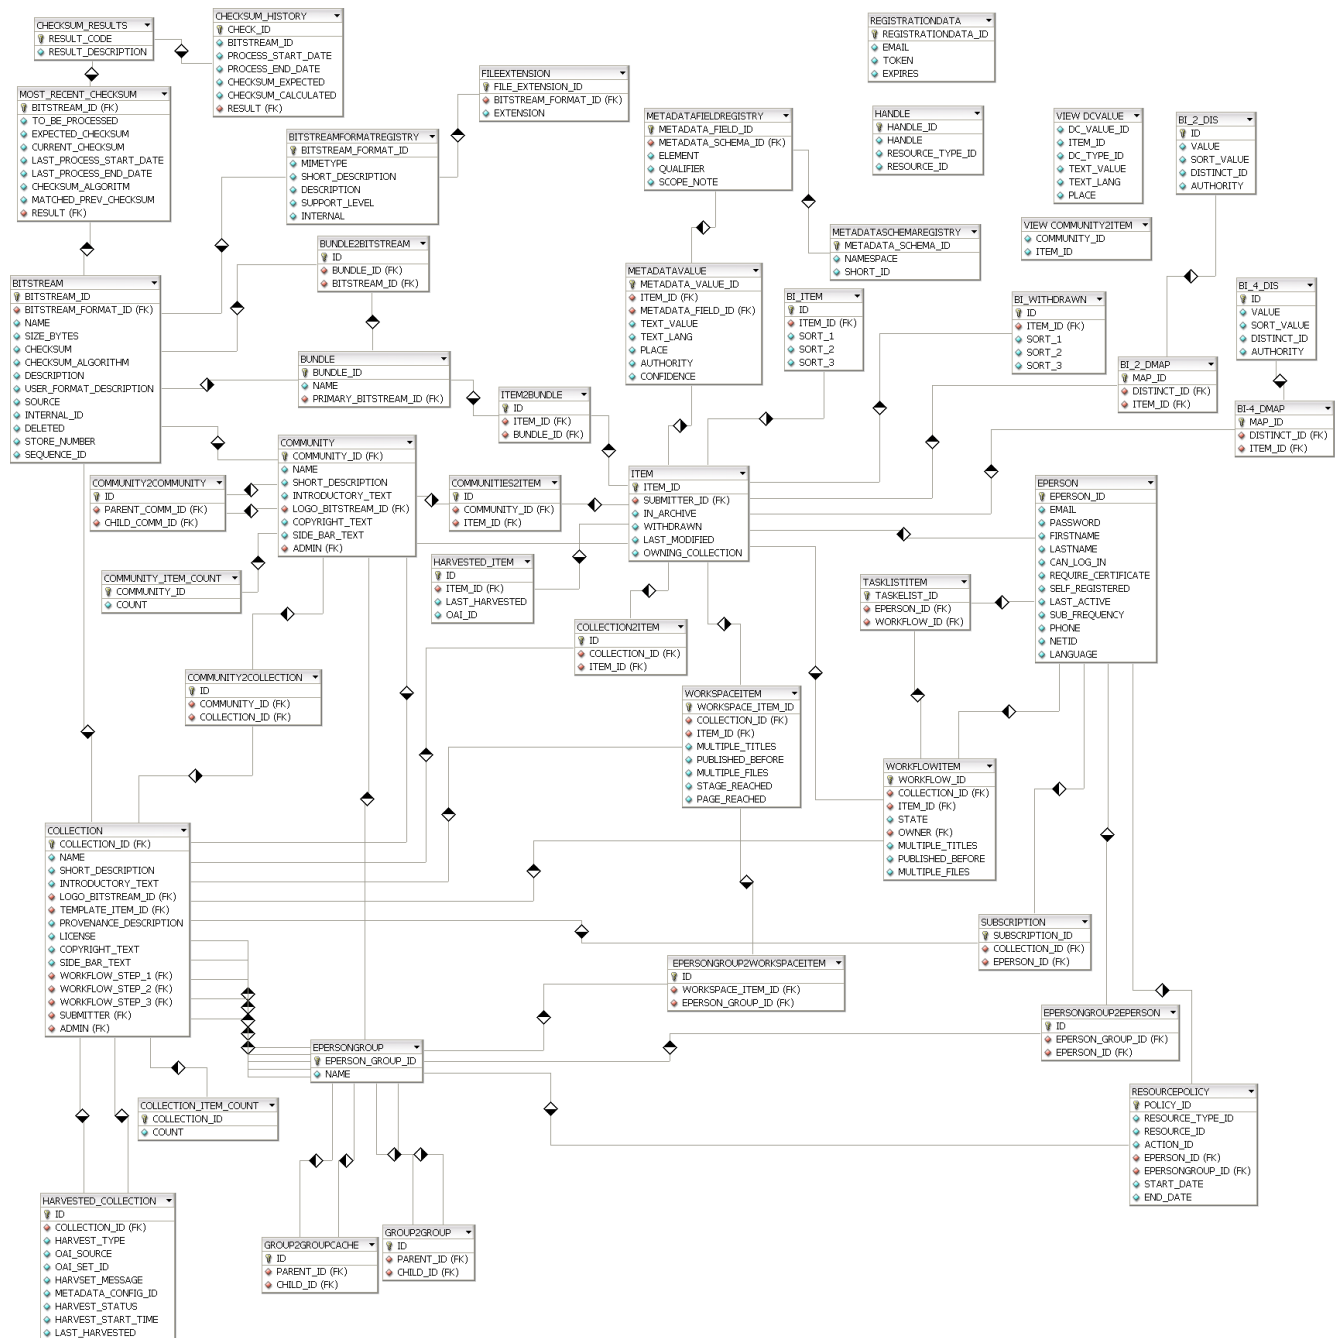 CHECKSUM_RESULTS
RESULT_CODE
RESULT_DESCRIPTION
CHECKSUM_HISTORY
CHECK_ID
BITSTREAM_ID
PROCESS_START_DATE
PROCESS_END_DATE
CHECKSUM_EXPECTED
CHECKSUM_CALCULATED
RESULT (FK)
REGISTRATIONDATA
REGISTRATIONDATA_ID
EMAIL
TOKEN
EXPIRES
MOST_RECENT_CHECKSUM
BITSTREAM_ID (FK)
TO_BE_PROCESSED
EXPECTED_CHECKSUM
CURRENT_CHECKSUM
LAST_PROCESS_START_DATE
LAST_PROCESS_END_DATE
CHECKSUM_ALGORITM
MATCHED_PREV_CHECKSUM
RESULT (FK)
FILEEXTENSION
FILE_EXTENSION_ID
BITSTREAM_FORMAT_ID (FK)
EXTENSION
BITSTREAMFORMATREGISTRY
BITSTREAM_FORMAT_ID
MIMETYPE
SHORT_DESCRIPTION
DESCRIPTION
SUPPORT_LEVEL
INTERNAL
METADATAFIELDREGISTRY
METADATA_FIELD_ID
METADATA_SCHEMA_ID (FK)
ELEMENT
QUALIFIER
SCOPE_NOTE
HANDLE
HANDLE_ID
HANDLE
RESOURCE_TYPE_ID
RESOURCE_ID
VIEW DCVALUE
DC_VALUE_ID
ITEM_ID
DC_TYPE_ID
TEXT_VALUE
TEXT_LANG
PLACE
BI_2_DIS
ID
VALUE
SORT_VALUE
DISTINCT_ID
AUTHORITY
BUNDLE2BITSTREAM
ID
BUNDLE_ID (FK)
BITSTREAM_ID (FK)
METADATASCHEMAREGISTRY
METADATA_SCHEMA_ID
NAMESPACE
SHORT_ID
VIEW COMMUNITY2ITEM
COMMUNITY_ID
ITEM_ID
BITSTREAM
BITSTREAM_ID
BITSTREAM_FORMAT_ID (FK)
NAME
SIZE_BYTES
CHECKSUM
CHECKSUM_ALGORITHM
DESCRIPTION
USER_FORMAT_DESCRIPTION
SOURCE
INTERNAL_ID
DELETED
STORE_NUMBER
SEQUENCE_ID
METADATAVALUE
METADATA_VALUE_ID
ITEM_ID (FK)
METADATA_FIELD_ID (FK)
TEXT_VALUE
TEXT_LANG
PLACE
AUTHORITY
CONFIDENCE
BI_ITEM
ID
ITEM_ID (FK)
SORT_1
SORT_2
SORT_3
BI_WITHDRAWN
ID
ITEM_ID (FK)
SORT_1
SORT_2
SORT_3
BI_4_DIS
ID
VALUE
SORT_VALUE
DISTINCT_ID
AUTHORITY
BUNDLE
BUNDLE_ID
NAME
PRIMARY_BITSTREAM_ID (FK)
BI_2_DMAP
MAP_ID
DISTINCT_ID (FK)
ITEM_ID (FK)
ITEM2BUNDLE
ID
ITEM_ID (FK)
BUNDLE_ID (FK)
BI-4_DMAP
MAP_ID
DISTINCT_ID (FK)
ITEM_ID (FK)
COMMUNITY
COMMUNITY_ID (FK)
NAME
SHORT_DESCRIPTION
INTRODUCTORY_TEXT
LOGO_BITSTREAM_ID (FK)
COPYRIGHT_TEXT
SIDE_BAR_TEXT
ADMIN (FK)
COMMUNITY2COMMUNITY
ID
PARENT_COMM_ID (FK)
CHILD_COMM_ID (FK)
COMMUNITIES2ITEM
ID
COMMUNITY_ID (FK)
ITEM_ID (FK)
ITEM
ITEM_ID
SUBMITTER_ID (FK)
IN_ARCHIVE
WITHDRAWN
LAST_MODIFIED
OWNING_COLLECTION
EPERSON
EPERSON_ID
EMAIL
PASSWORD
FIRSTNAME
LASTNAME
CAN_LOG_IN
REQUIRE_CERTIFICATE
SELF_REGISTERED
LAST_ACTIVE
SUB_FREQUENCY
PHONE
NETID
LANGUAGE
COMMUNITY_ITEM_COUNT
COMMUNITY_ID
COUNT
HARVESTED_ITEM
ID
ITEM_ID (FK)
LAST_HARVESTED
OAI_ID
TASKLISTITEM
TASKELIST_ID
EPERSON_ID (FK)
WORKFLOW_ID (FK)
COLLECTION2ITEM
ID
COLLECTION_ID (FK)
ITEM_ID (FK)
COMMUNITY2COLLECTION
ID
COMMUNITY_ID (FK)
COLLECTION_ID (FK)
WORKSPACEITEM
WORKSPACE_ITEM_ID
COLLECTION_ID (FK)
ITEM_ID (FK)
MULTIPLE_TITLES
PUBLISHED_BEFORE
MULTIPLE_FILES
STAGE_REACHED
PAGE_REACHED
WORKFLOWITEM
WORKFLOW_ID
COLLECTION_ID (FK)
ITEM_ID (FK)
STATE
OWNER (FK)
MULTIPLE_TITLES
PUBLISHED_BEFORE
MULTIPLE_FILES
COLLECTION
COLLECTION_ID (FK)
NAME
SHORT_DESCRIPTION
INTRODUCTORY_TEXT
LOGO_BITSTREAM_ID (FK)
TEMPLATE_ITEM_ID (FK)
PROVENANCE_DESCRIPTION
LICENSE
COPYRIGHT_TEXT
SIDE_BAR_TEXT
WORKFLOW_STEP_1 (FK)
WORKFLOW_STEP_2 (FK)
WORKFLOW_STEP_3 (FK)
SUBMITTER (FK)
ADMIN (FK)
SUBSCRIPTION
SUBSCRIPTION_ID
COLLECTION_ID (FK)
EPERSON_ID (FK)
EPERSONGROUP2WORKSPACEITEM
ID
WORKSPACE_ITEM_ID (FK)
EPERSON_GROUP_ID (FK)
EPERSONGROUP2EPERSON
ID
EPERSON_GROUP_ID (FK)
EPERSON_ID (FK)
EPERSONGROUP
EPERSON_GROUP_ID
NAME
RESOURCEPOLICY
POLICY_ID
RESOURCE_TYPE_ID
RESOURCE_ID
ACTION_ID
EPERSON_ID (FK)
EPERSONGROUP_ID (FK)
START_DATE
END_DATE
COLLECTION_ITEM_COUNT
COLLECTION_ID
COUNT
HARVESTED_COLLECTION
ID
COLLECTION_ID (FK)
HARVEST_TYPE
OAI_SOURCE
OAI_SET_ID
HARVSET_MESSAGE
METADATA_CONFIG_ID
HARVEST_STATUS
HARVEST_START_TIME
LAST_HARVESTED
GROUP2GROUPCACHE
ID
PARENT_ID (FK)
CHILD_ID (FK)
GROUP2GROUP
ID
PARENT_ID (FK)
CHILD_ID (FK)